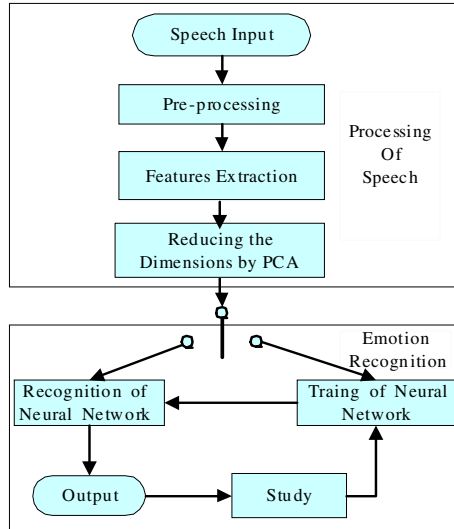 Speech Input
Pre-processing
Processing
Of
Speech
Features Extraction
Reducing the
Dimensions by PCA
Emotion
Recognition
Recognition of
Neural Network
Traing of Neural
Network
Output
Study